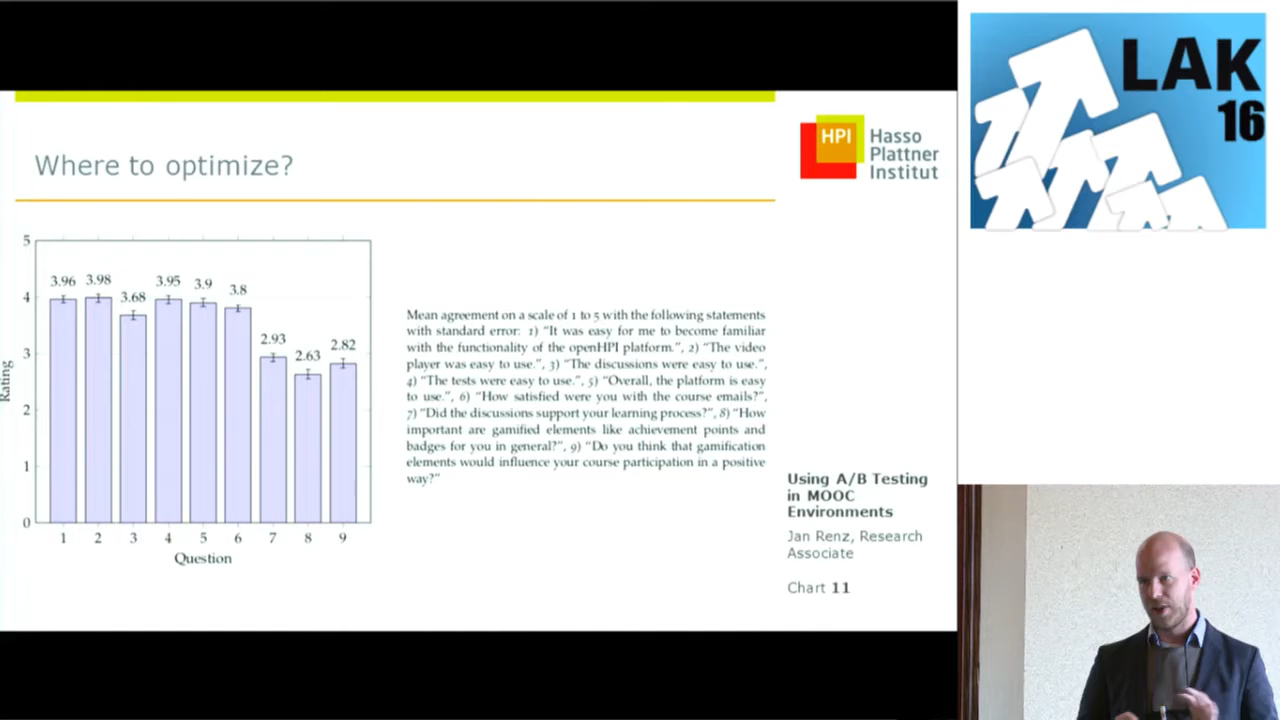 Where to optimize?
HPI
Hasso
Plattner
Institut
LAK
16
5
4
3
2
1
0
Rating
3.96
3.98
3.68
3.95
3.9
3.8
2.93
2.63
2.82
1 2 3 4 5 6 7 8 9
Question
Mean agreement on a scale of 1 to 5 with the following statements
with standard error: 1) “It was easy for me to become familiar
with the functionality of the openHPI platform.”, 2) “The video
player was easy to use.”, 3) “The discussions were easy to use.”,
4) “The tests were easy to use.”, 5) “Overall, the platform is easy
to use.”, 6) “How satisfied were you with the course emails?”,
7) “Did the discussions support your learning process?”, 8) “How
important are gamified elements like achievement points and
badges for you in general?”, 9) “Do you think that gamification
elements would influence your course participation in a positive
way?”
Using A/B Testing
in MOOC
Environments
Jan Renz, Research
Associate
Chart 11